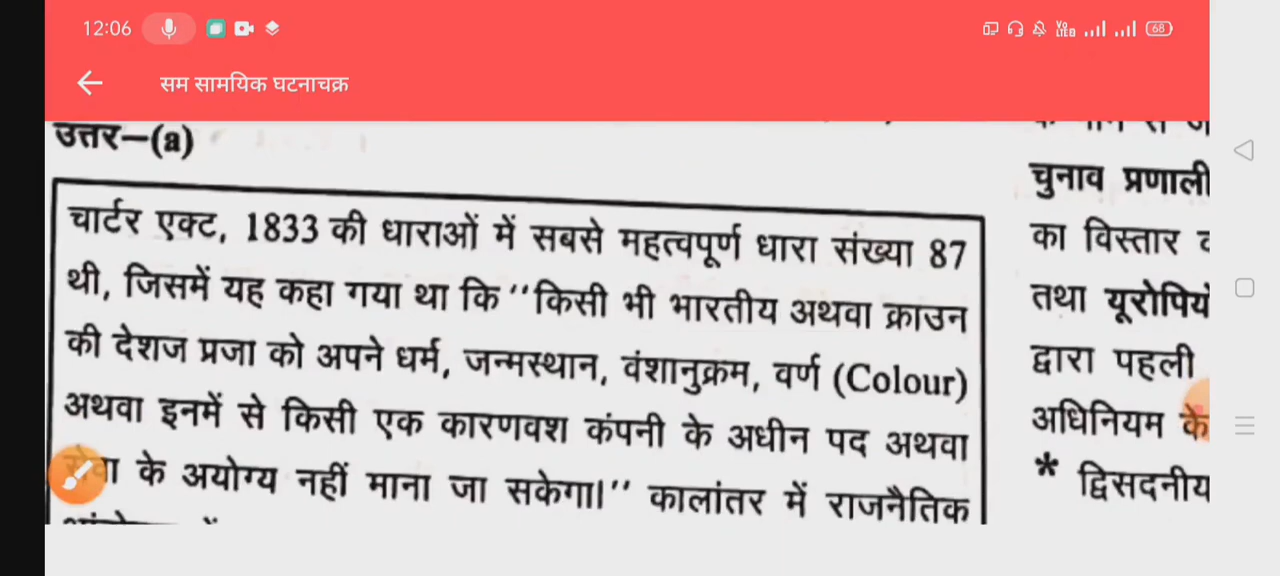 12:06
68
सम सामयिक घटनाचक्र
उत्तर–(a)
चार्टर एक्ट, 1833 की धाराओं में सबसे महत्वपूर्ण धारा संख्या 87
थी, जिसमें यह कहा गया था कि ''किसी भी भारतीय अथवा क्राउन
की देशज प्रजा को अपने धर्म, जन्मस्थान, वंशानुक्रम, वर्ण (Colour)
अथवा इनमें से किसी एक कारणवश कंपनी के अधीन पद अथवा
सेवा के अयोग्य नहीं माना जा सकेगा।'' कालांतर में राजनैतिक
चुनाव प्रणाली
का विस्तार
तथा यूरोपियो
द्वारा पहली
अधिनियम के
* द्विसदनीय